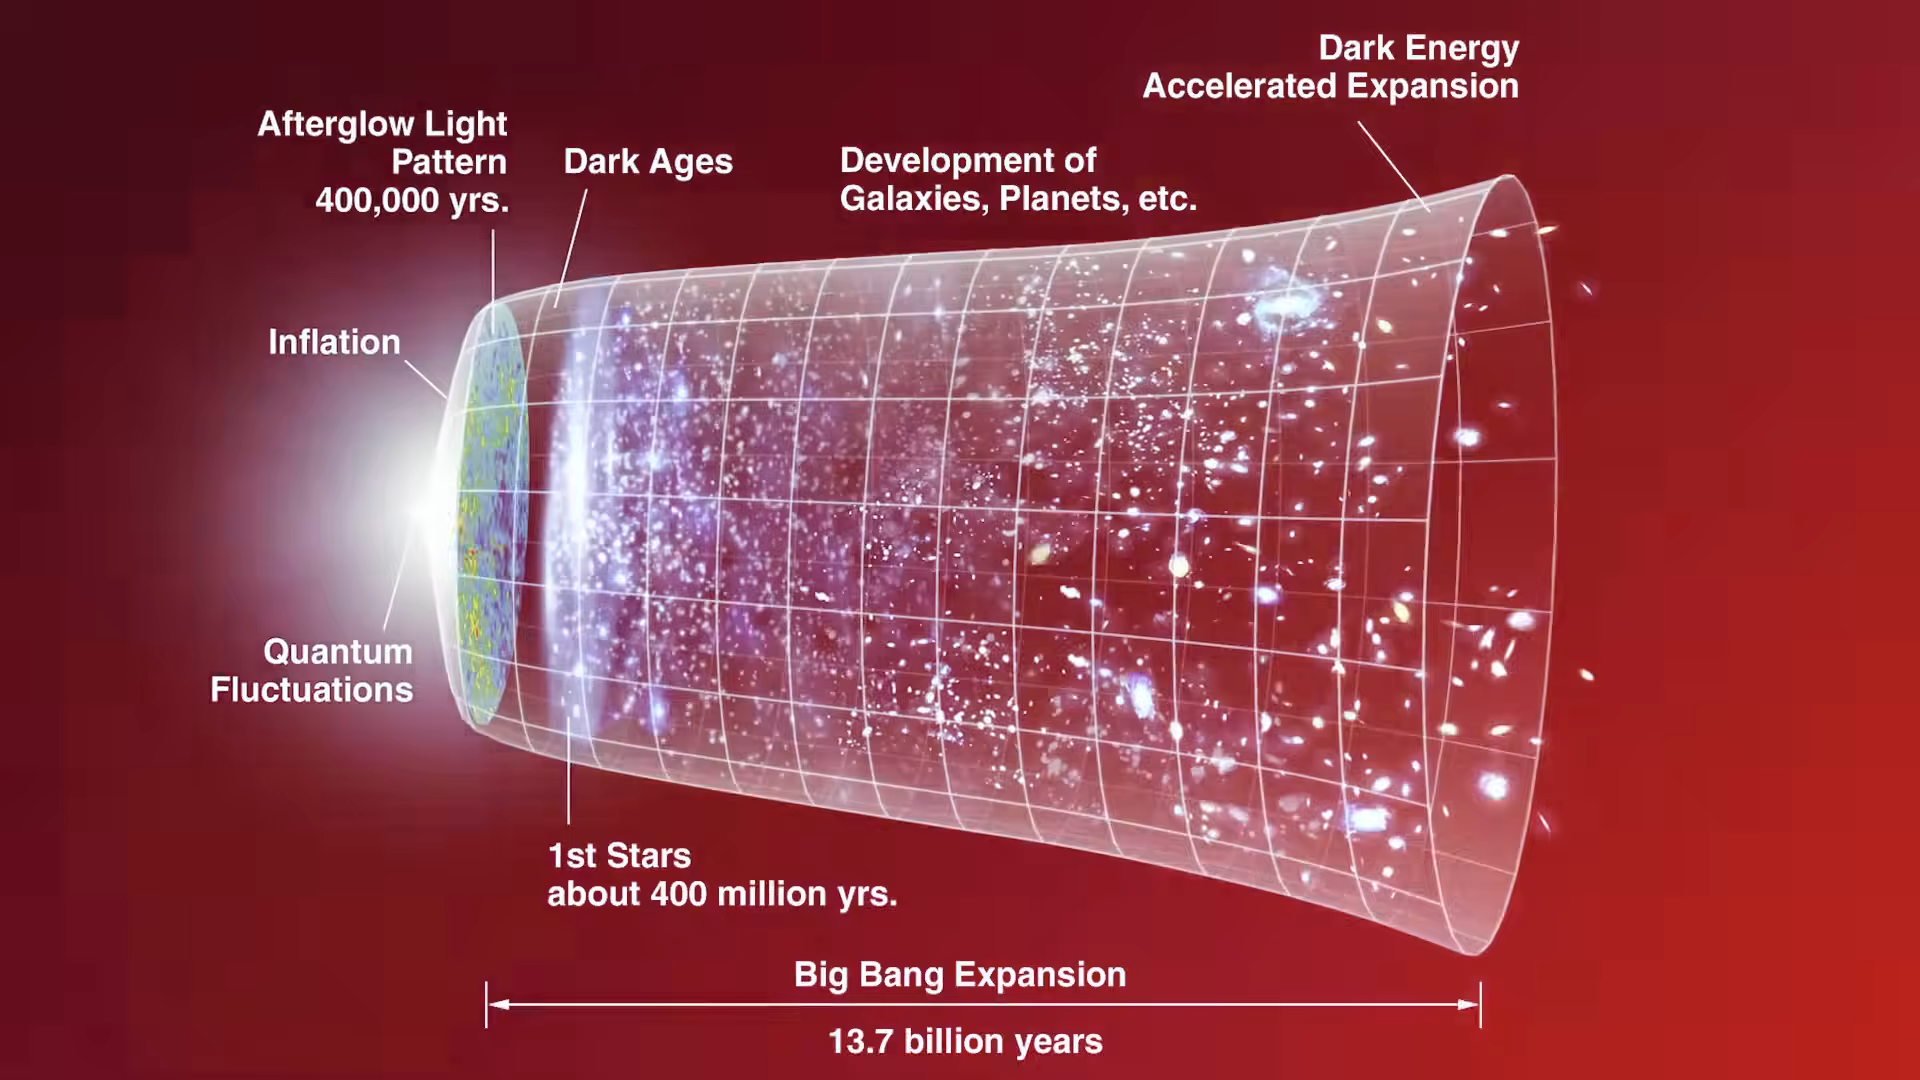 Dark Energy
Accelerated Expansion
Afterglow Light
Pattern
400,000 yrs.
Dark Ages
Development of
Galaxies, Planets, etc.
Inflation
Quantum
Fluctuations
1st Stars
about 400 million yrs.
Big Bang Expansion
13.7 billion years